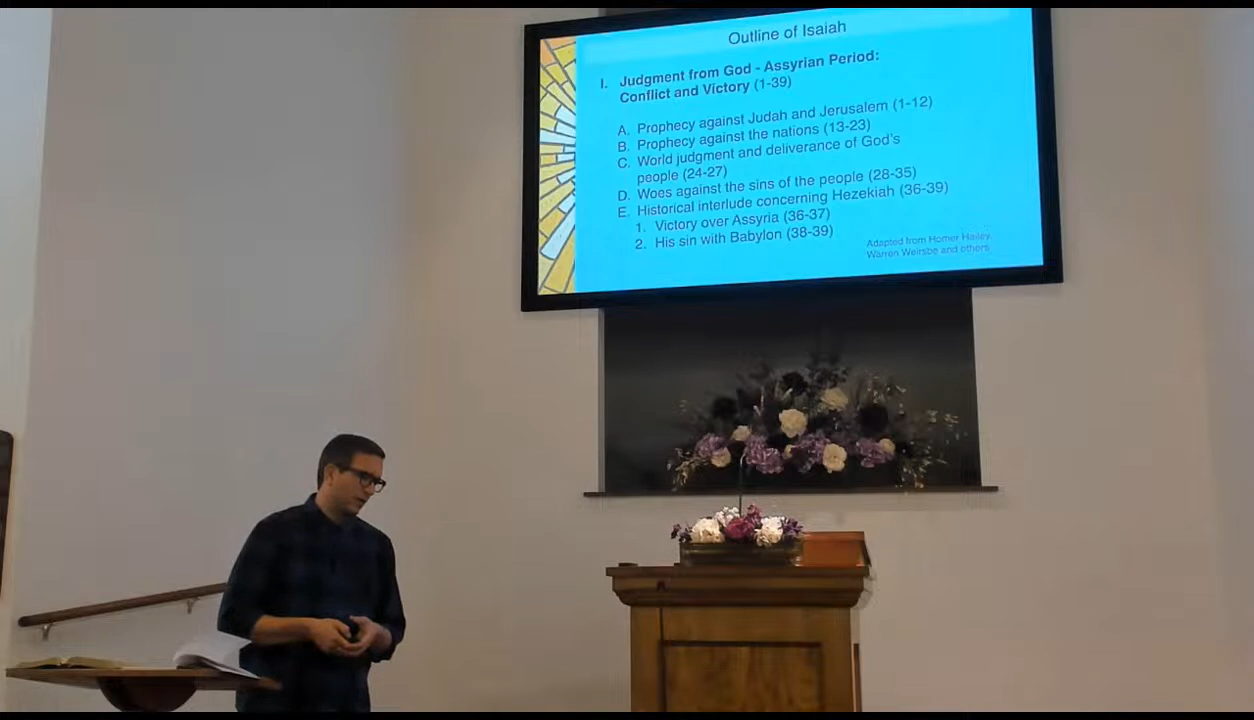 Outline of Isaiah
I. Judgment from God - Assyrian Period:
Conflict and Victory (1-39)
A. Prophecy against Judah and Jerusalem (1-12)
B. Prophecy against the nations (13-23)
C. World judgment and deliverance of God's
people (24-27)
D. Woes against the sins of the people (28-35)
E. Historical interlude concerning Hezekiah (36-39)
1. Victory over Assyria (36-37)
2. His sin with Babylon (38-39)
Adapted from Homer Hailey,
Warren Weirsbe and others